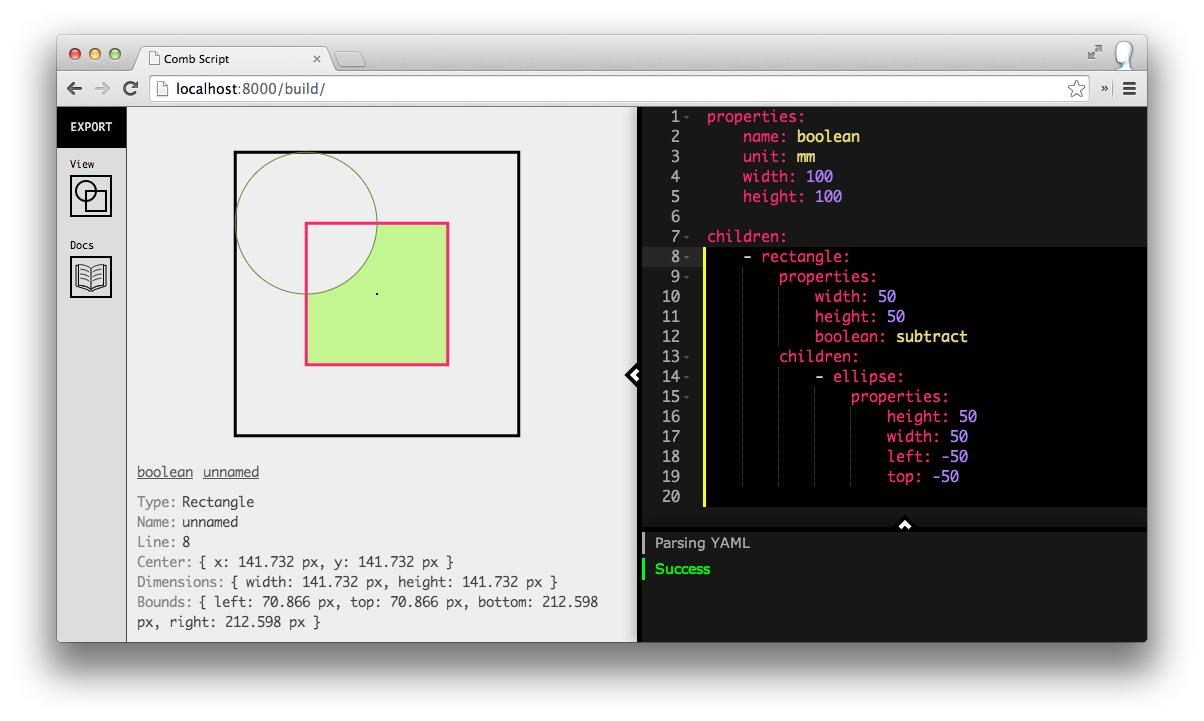 Comb Script
localhost:8000/build/
EXPORT
View
Docs
boolean unnamed
Type: Rectangle
Name: unnamed
Line: 8
Center: { x: 141.732 px, y: 141.732 px }
Dimensions: { width: 141.732 px, height: 141.732 px }
Bounds: { left: 70.866 px, top: 70.866 px, bottom: 212.598
px, right: 212.598 px }
1 properties:
2 name: boolean
3 unit: mm
4 width: 100
5 height: 100
6
7 children:
8 - rectangle:
9 properties:
10 width: 50
11 height: 50
12 boolean: subtract
13 children:
14 - ellipse:
15 properties:
16 height: 50
17 width: 50
18 left: -50
19 top: -50
20
Parsing YAML
Success